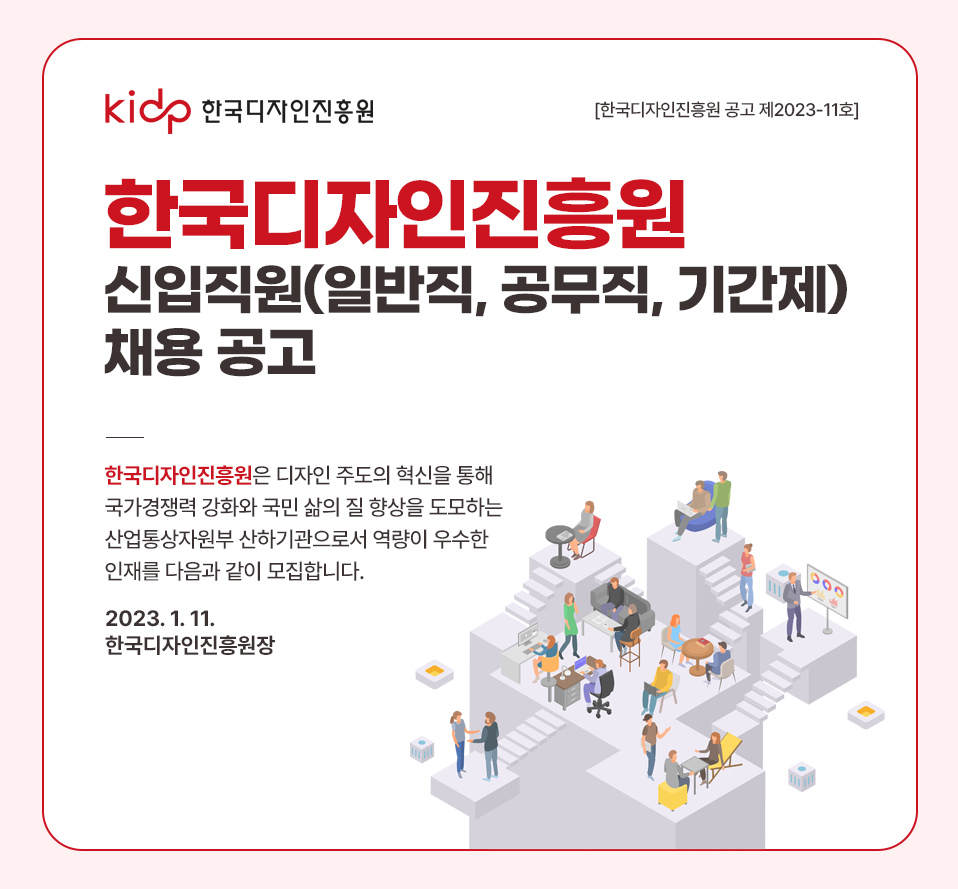 kidp 한국디자인진흥원
[한국디자인진흥원 공고 제2023-11호]
한국디자인진흥원
신입직원(일반직, 공무직, 기간제)
채용 공고
한국디자인진흥원은 디자인 주도의 혁신을 통해
국가경쟁력 강화와 국민 삶의 질 향상을 도모하는
산업통상자원부 산하기관으로서 역량이 우수한
인재를 다음과 같이 모집합니다.
2023. 1. 11.
한국디자인진흥원장